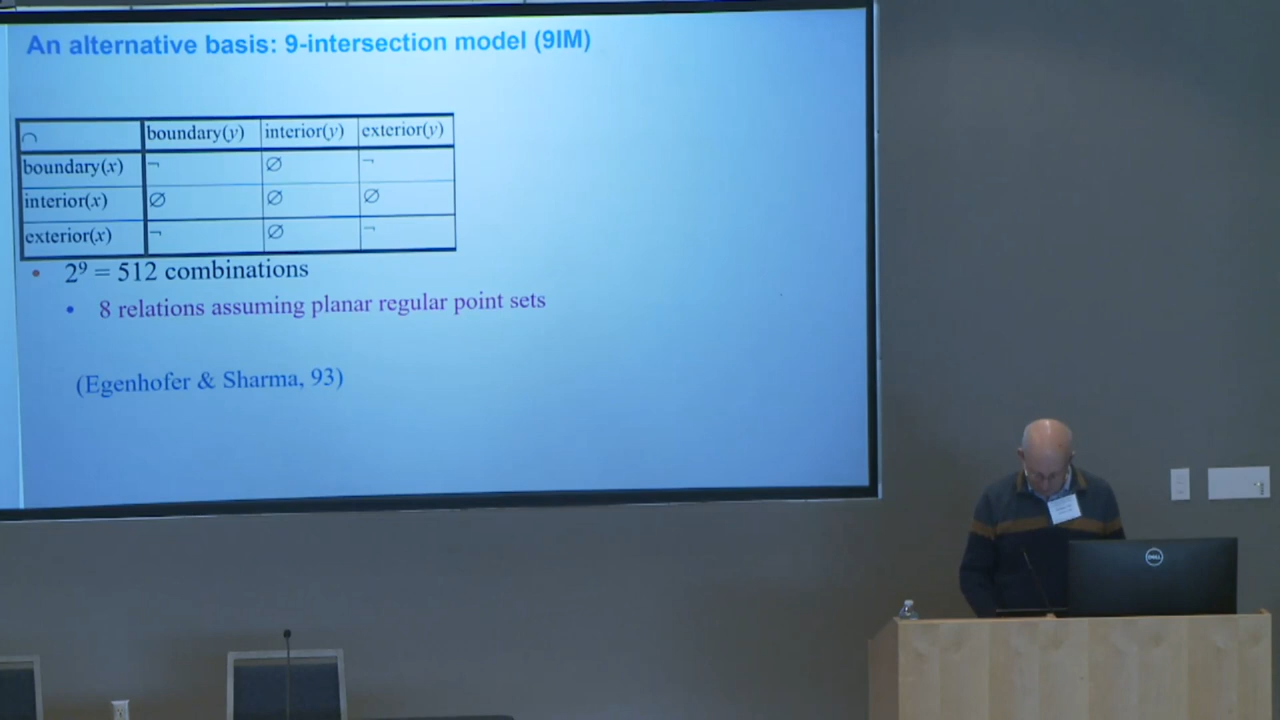 An alternative basis: 9-intersection model (9IM)
∩ boundary(y) interior(y) exterior(y)
boundary(x) ¬ ∅ ¬
interior(x) ∅ ∅ ∅
exterior(x) ¬ ∅ ¬
• 2⁹ = 512 combinations
• 8 relations assuming planar regular point sets
(Egenhofer & Sharma, 93)
DELL